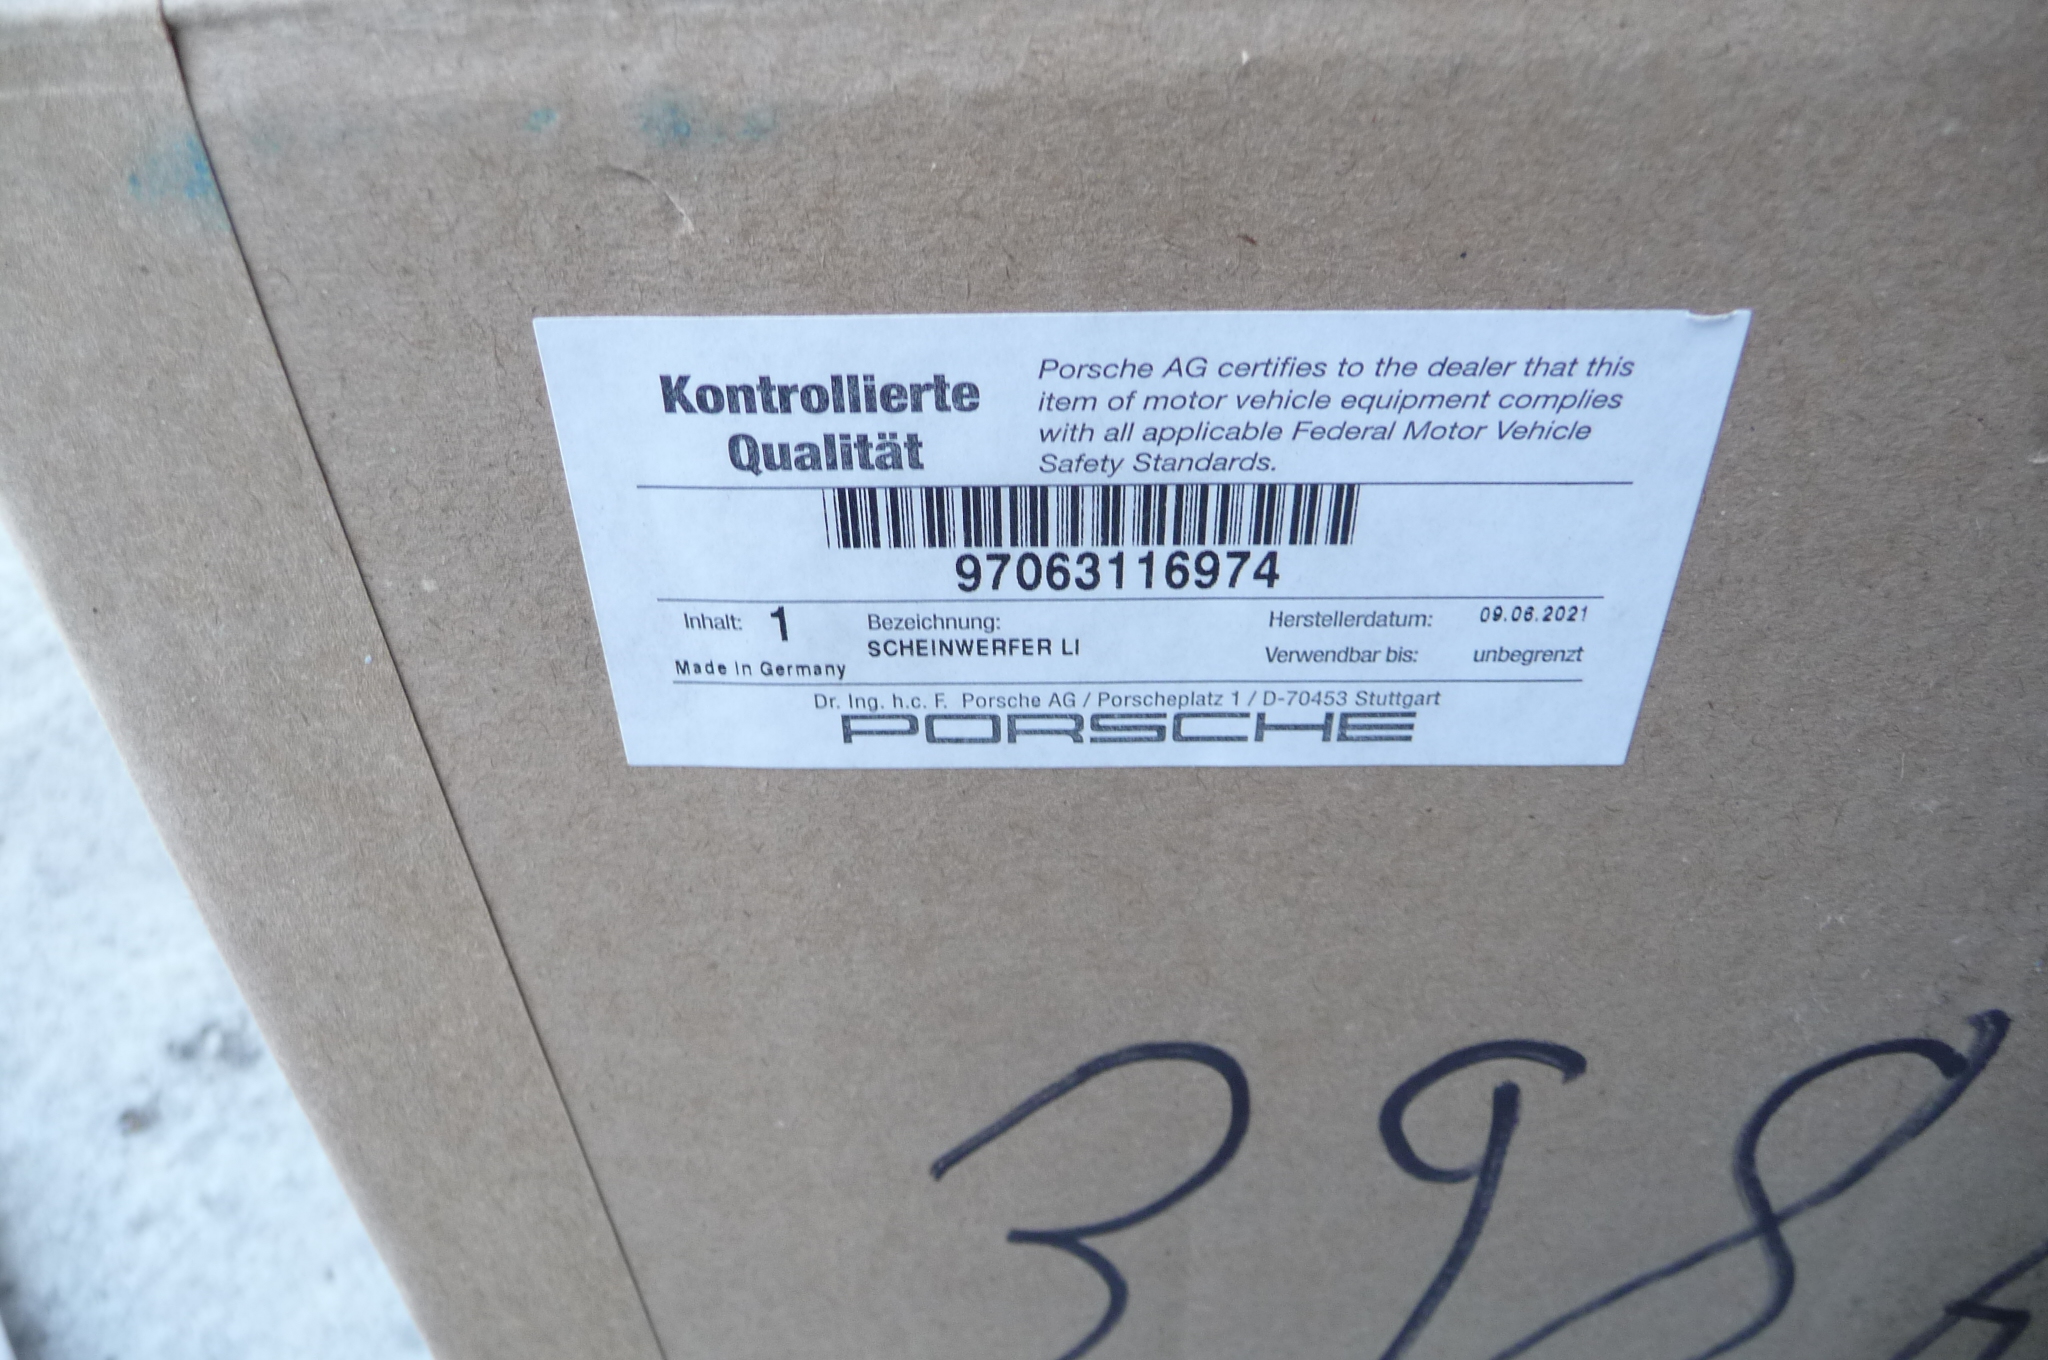 Kontrollierte
Qualität
Porsche AG certifies to the dealer that this
item of motor vehicle equipment complies
with all applicable Federal Motor Vehicle
Safety Standards.
97063116974
Inhalt: 1
Made in Germany
Bezeichnung:
SCHEINWERFER LI
Herstellerdatum: 09.06.2021
Verwendbar bis: unbegrenzt
Dr. Ing. h.c. F. Porsche AG / Porscheplatz 1 / D-70453 Stuttgart
PORSCHE
398